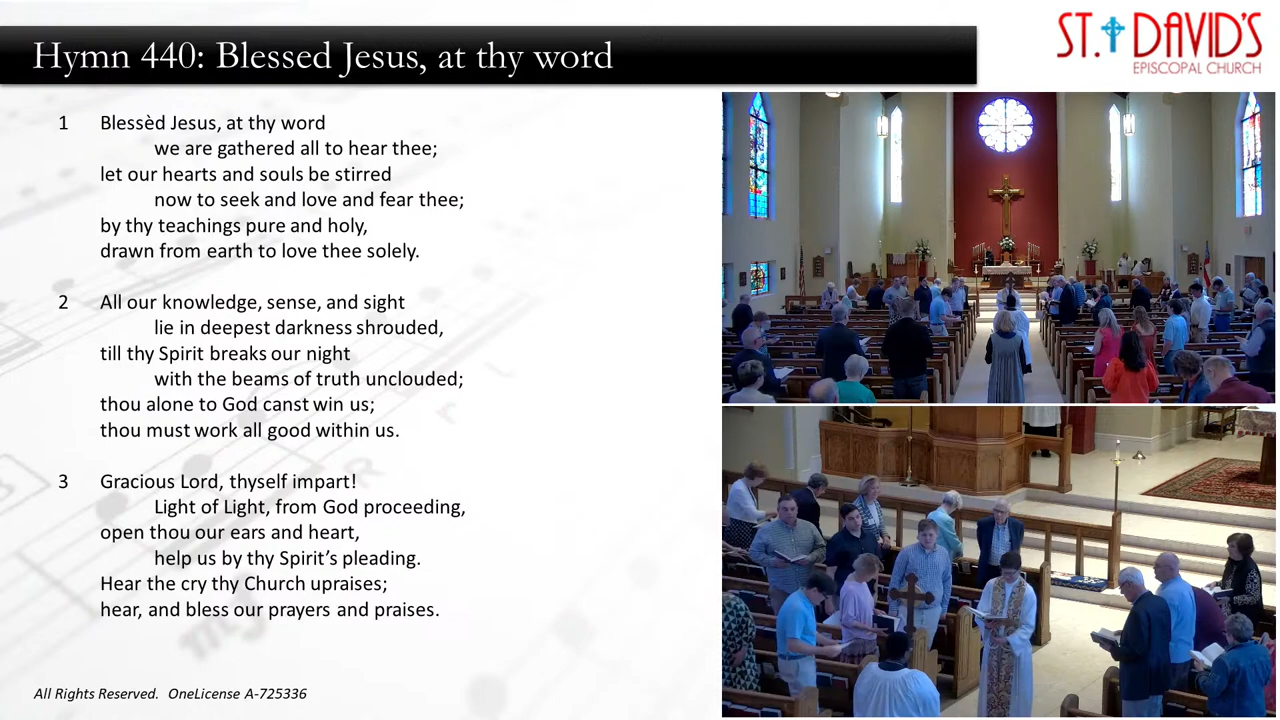 Hymn 440: Blessed Jesus, at thy word
ST. DAVID'S
EPISCOPAL CHURCH
1 Blessèd Jesus, at thy word
we are gathered all to hear thee;
let our hearts and souls be stirred
now to seek and love and fear thee;
by thy teachings pure and holy,
drawn from earth to love thee solely.
2 All our knowledge, sense, and sight
lie in deepest darkness shrouded,
till thy Spirit breaks our night
with the beams of truth unclouded;
thou alone to God canst win us;
thou must work all good within us.
3 Gracious Lord, thyself impart!
Light of Light, from God proceeding,
open thou our ears and heart,
help us by thy Spirit’s pleading.
Hear the cry thy Church upraises;
hear, and bless our prayers and praises.
All Rights Reserved. OneLicense A-725336